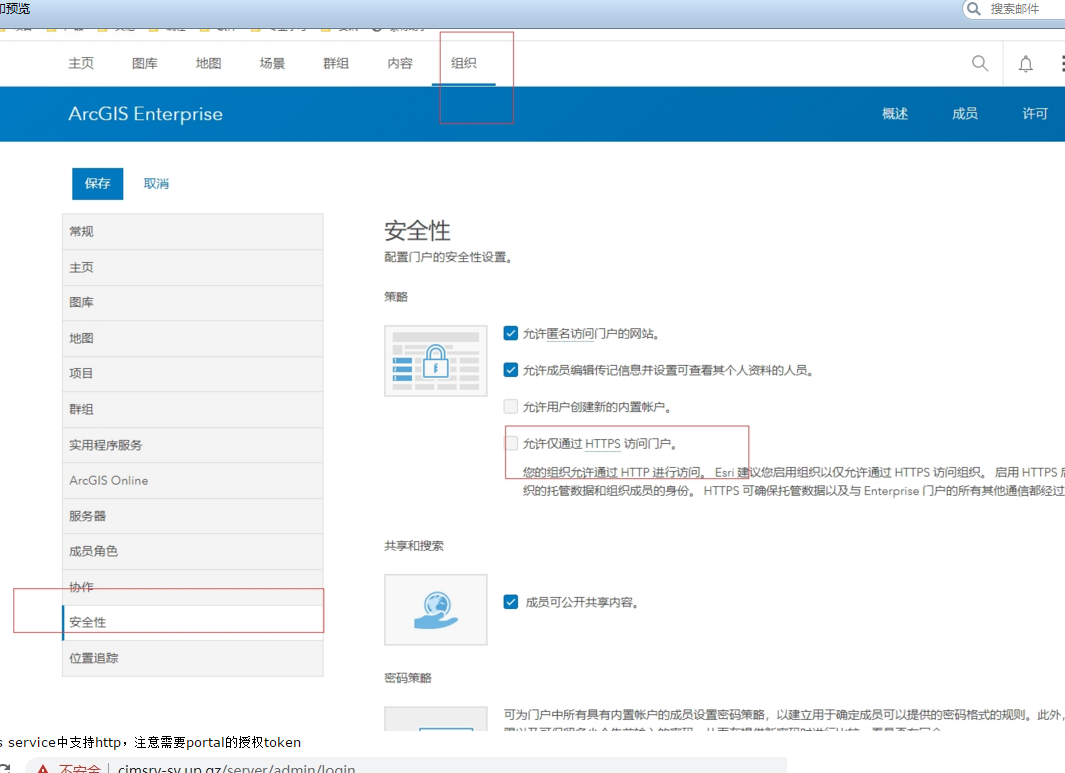 和预览
搜索邮件
主页
图库
地图
场景
群组
内容
组织
ArcGIS Enterprise
概述
成员
许可
保存
取消
常规
主页
图库
地图
项目
群组
实用程序服务
ArcGIS Online
服务器
成员角色
协作
安全性
位置追踪
安全性
配置门户的安全性设置。
策略
允许匿名访问门户的网站。
允许成员编辑传记信息并设置可查看其个人资料的人员。
允许用户创建新的内置帐户。
允许仅通过 HTTPS 访问门户。
您的组织允许通过 HTTP 进行访问。 Esri 建议您启用组织以仅允许通过 HTTPS 访问组织。 启用 HTTPS
织的托管数据和组织成员的身份。 HTTPS 可确保托管数据以及与 Enterprise 门户的所有其他通信都经过
共享和搜索
成员可公开共享内容。
密码策略
可为门户中所有具有内置帐户的成员设置密码策略，以建立用于确定成员可以提供的密码格式的规则。此外，
s service中支持http，注意需要portal的授权token
不安全
cimsrv-sv.up.gz/server/admin/login